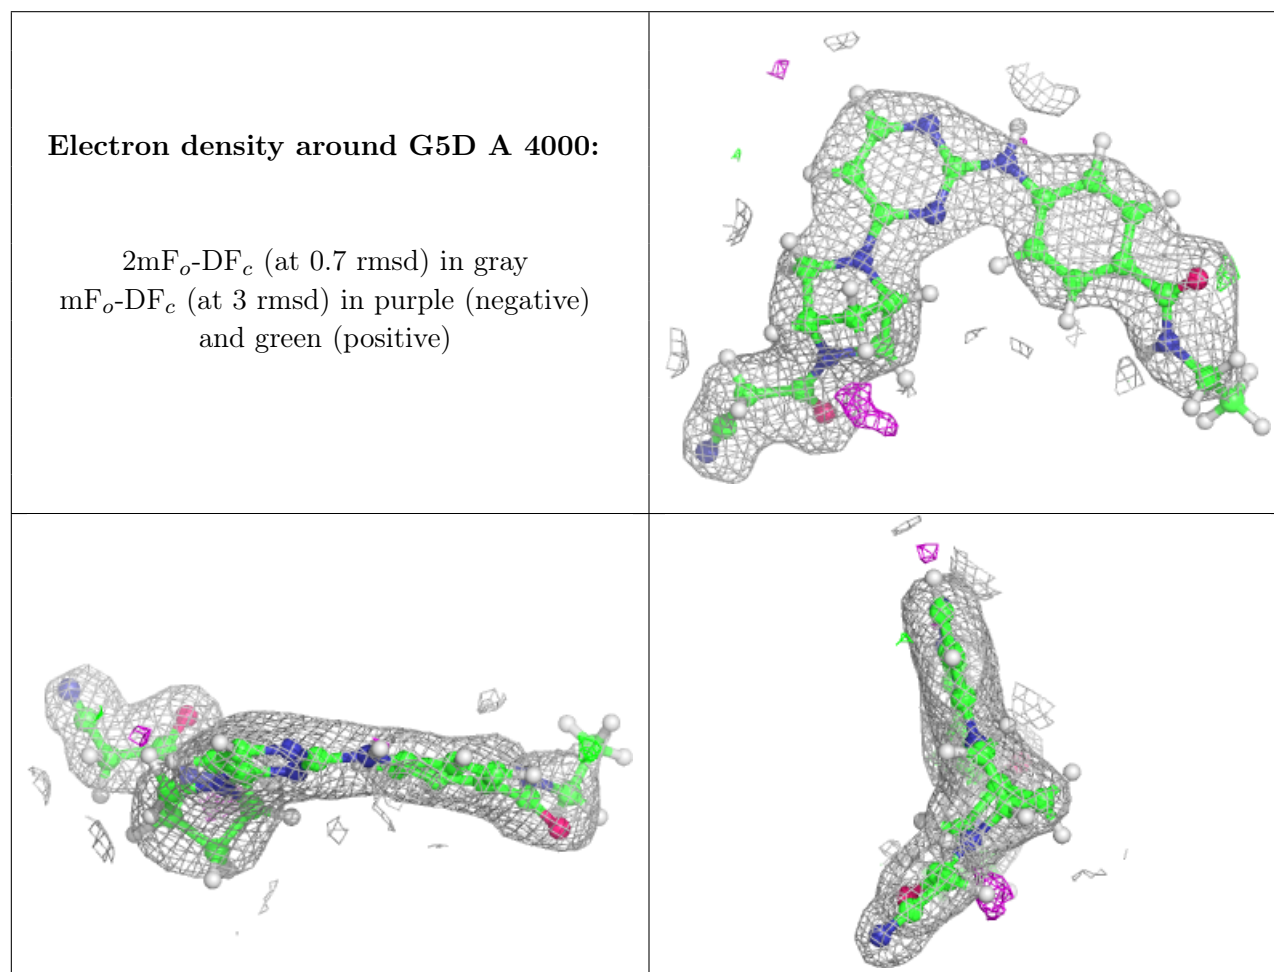 Electron density around G5D A 4000:
2mFo-DFc (at 0.7 rmsd) in gray
mFo-DFc (at 3 rmsd) in purple (negative)
and green (positive)